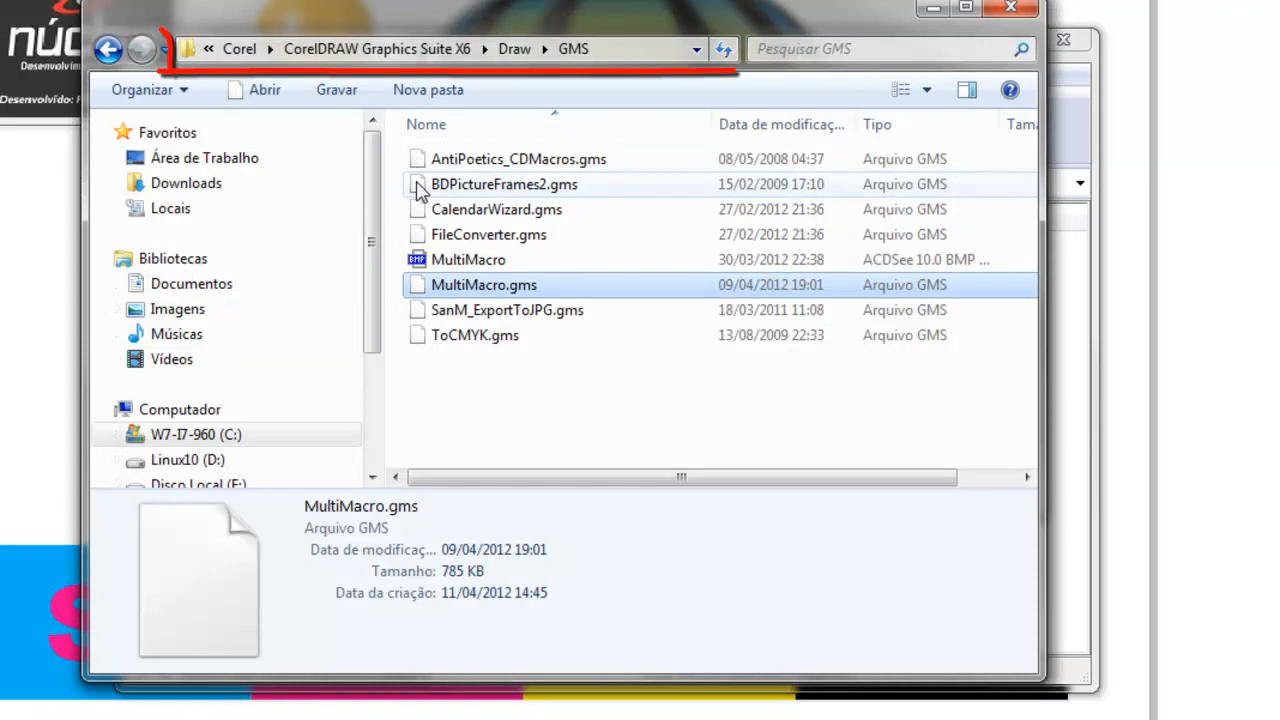 núc
Desenvolvim
Desenvolvido:
« Corel CorelDRAW Graphics Suite X6 Draw GMS
Pesquisar GMS
Organizar Abrir Gravar Nova pasta
Favoritos
Área de Trabalho
Downloads
Locais
Bibliotecas
Documentos
Imagens
Músicas
Vídeos
Computador
W7-I7-960 (C:)
Linux10 (D:)
Disco Local (E:)
Nome Data de modificaç... Tipo Tama
AntiPoetics_CDMacros.gms 08/05/2008 04:37 Arquivo GMS
BDPictureFrames2.gms 15/02/2009 17:10 Arquivo GMS
CalendarWizard.gms 27/02/2012 21:36 Arquivo GMS
FileConverter.gms 27/02/2012 21:36 Arquivo GMS
BMP MultiMacro 30/03/2012 22:38 ACDSee 10.0 BMP ...
MultiMacro.gms 09/04/2012 19:01 Arquivo GMS
SanM_ExportToJPG.gms 18/03/2011 11:08 Arquivo GMS
ToCMYK.gms 13/08/2009 22:33 Arquivo GMS
MultiMacro.gms
Arquivo GMS
Data de modificaç... 09/04/2012 19:01
Tamanho: 785 KB
Data da criação: 11/04/2012 14:45
S